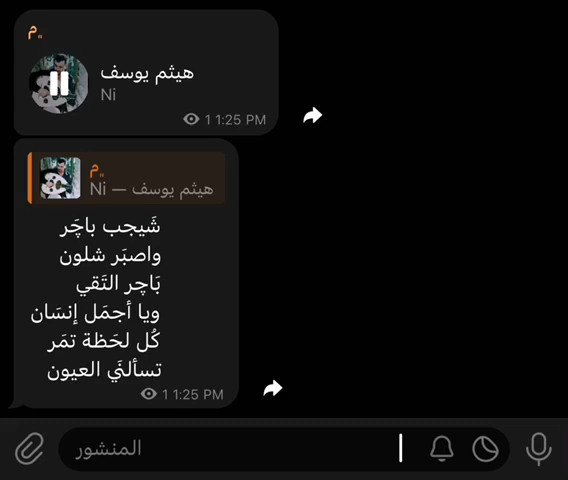 „م
هيثم يوسف
Ni
1 1:25 PM
„م
Ni — هيثم يوسف
شَيجب باچَر
واصبَر شلون
بَاچر التَقي
ويا أجمَل إنسَان
كُل لحَظة تمَر
تسألنَي العيون
1 1:25 PM
المنشور